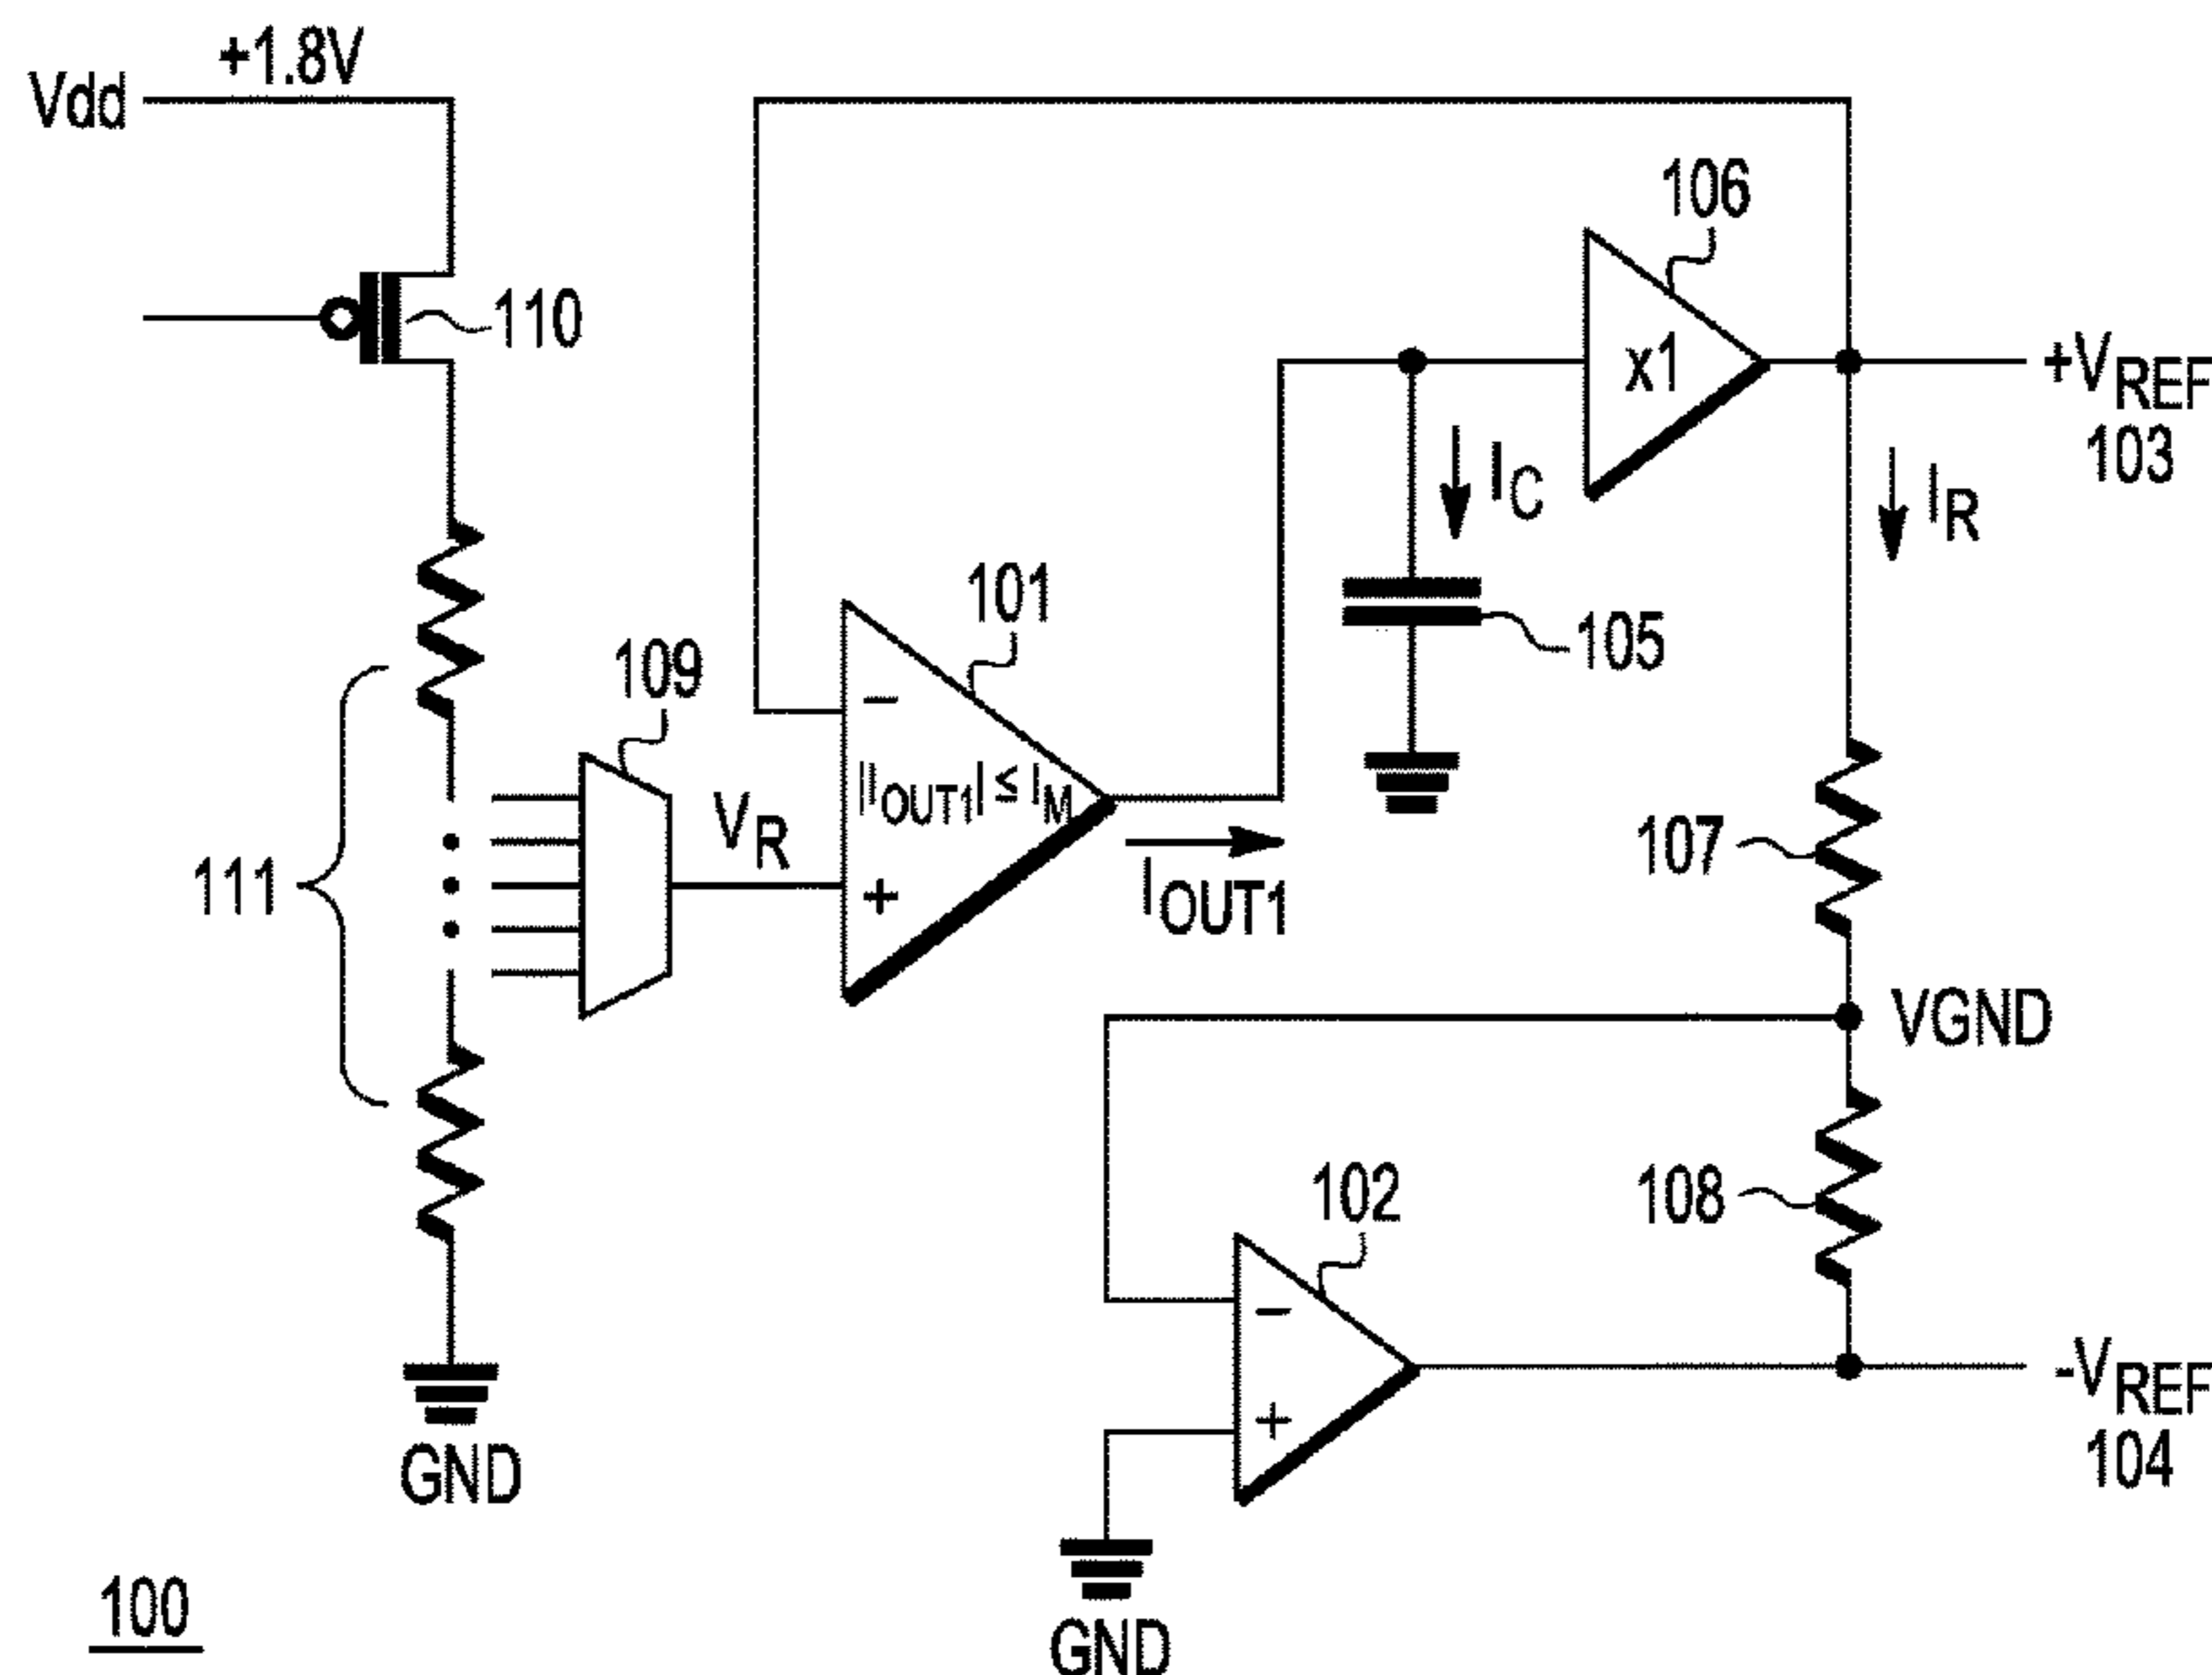 +1.8V
Vdd
106
x1
+VREF
103
110
IC
IR
101
105
109
−
|IOUT1| ≤ IM
VR
+
IOUT1
107
111
VGND
102
108
−
+
-VREF
104
GND
GND
100